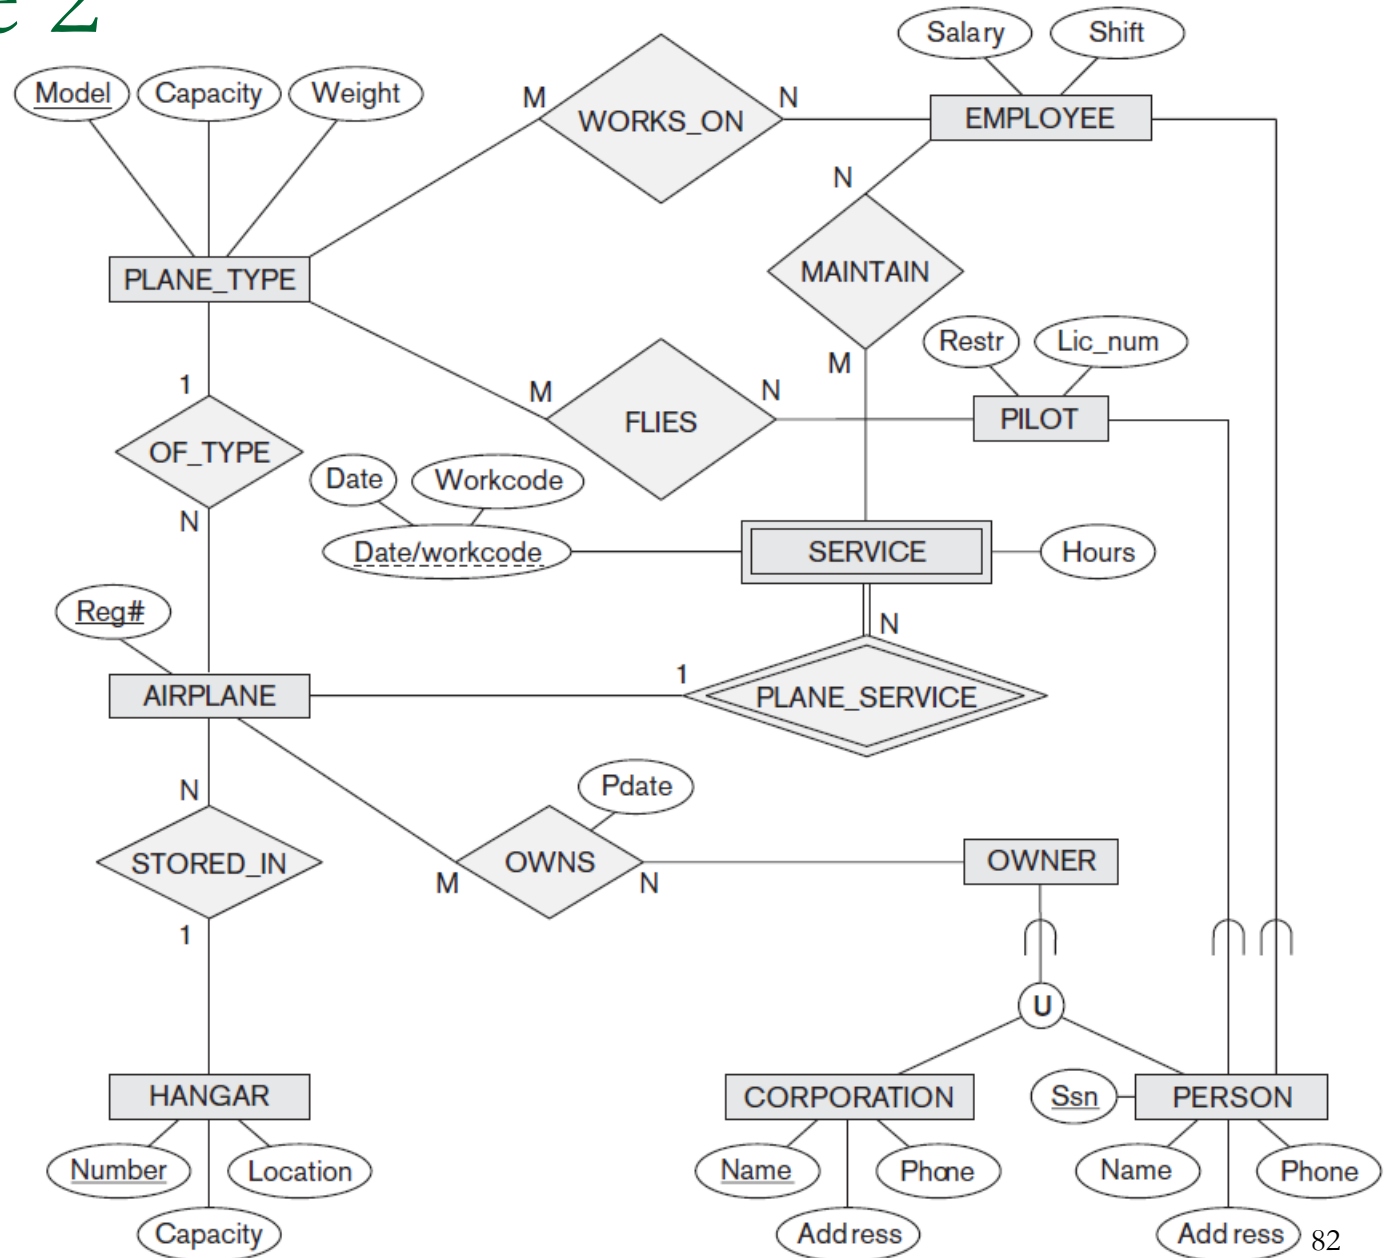 e 2
Salary Shift
Model Capacity Weight
M WORKS_ON N EMPLOYEE
N
PLANE_TYPE MAINTAIN
Restr Lic_num
1 M
M FLIES N PILOT
OF_TYPE
Date Workcode
N
Date/workcode SERVICE Hours
Reg#
N
1
AIRPLANE PLANE_SERVICE
N Pdate
STORED_IN OWNS OWNER
M N
1
U
HANGAR CORPORATION Ssn PERSON
Number Location Name Phone Name Phone
Capacity Address Address 82